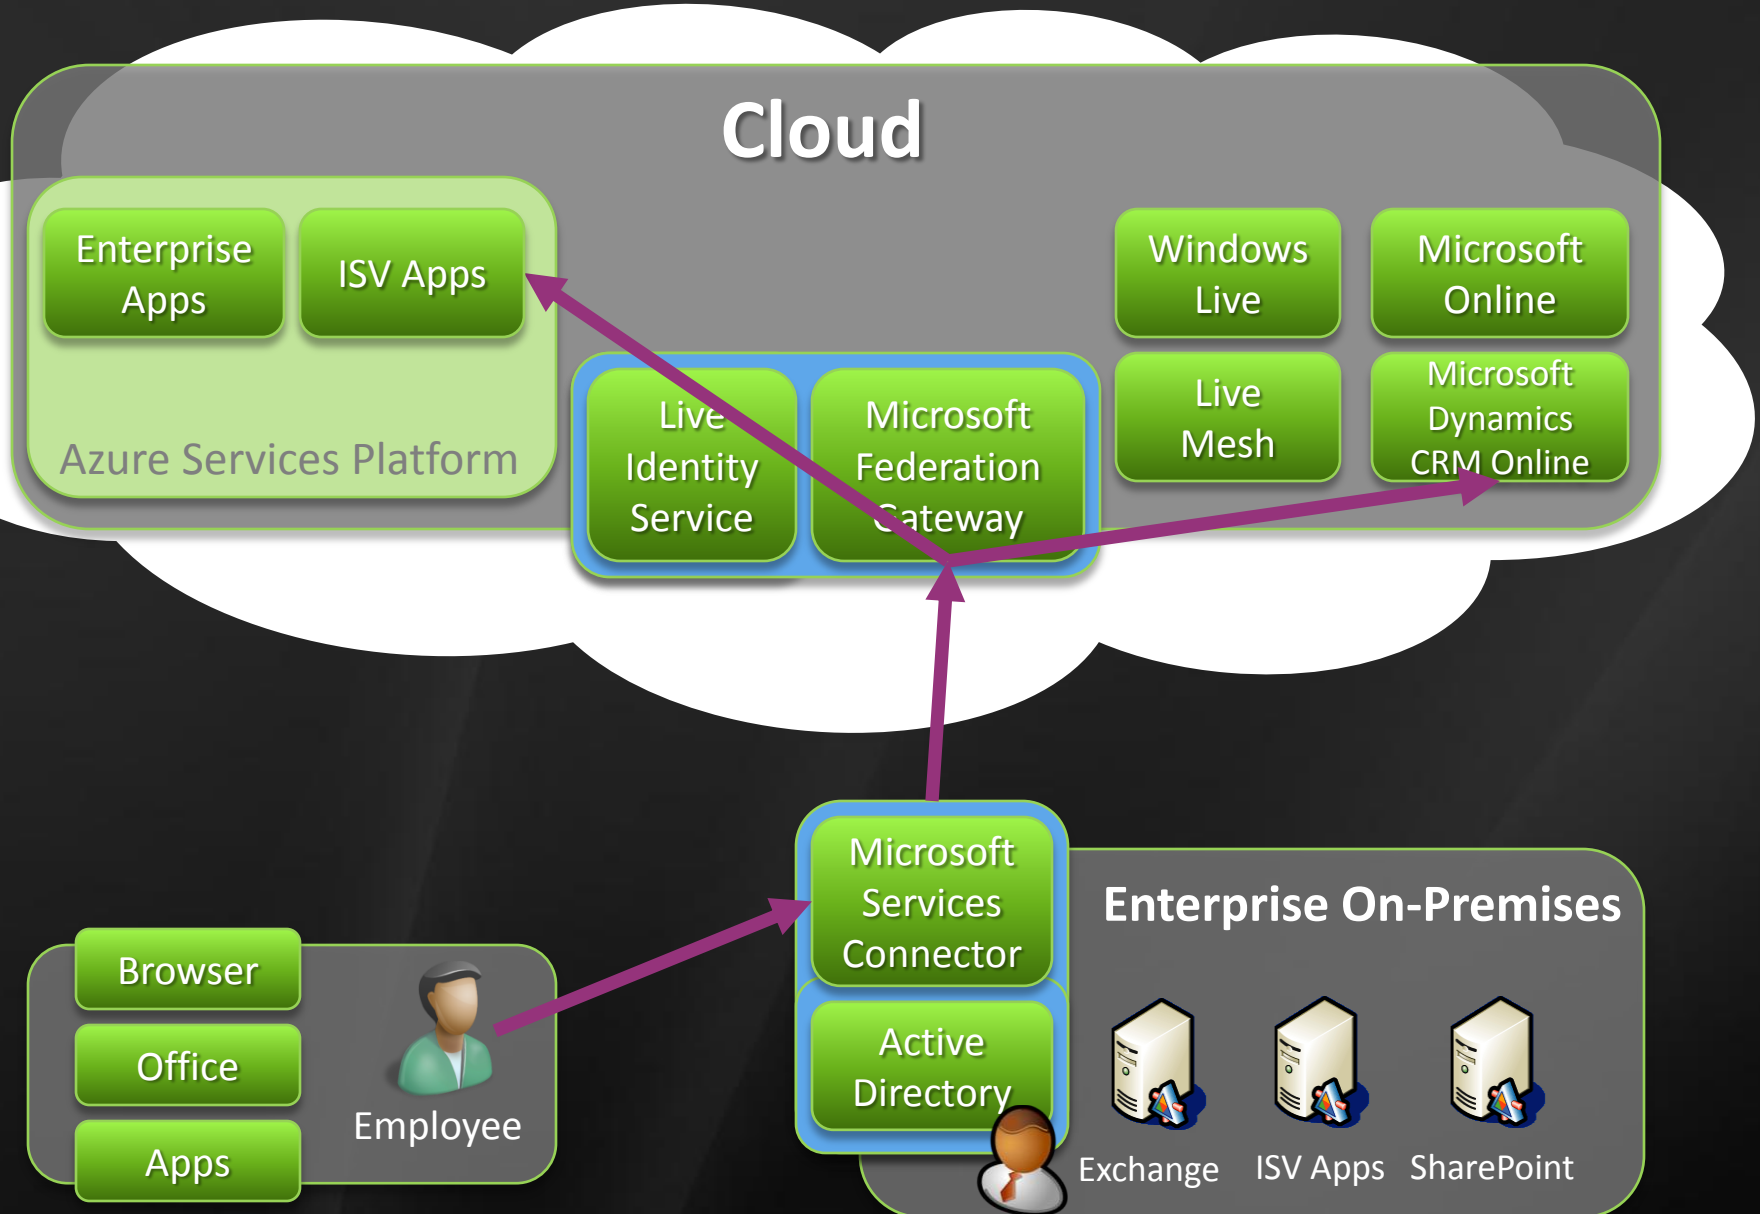 Cloud
Enterprise
Apps
ISV Apps
Azure Services Platform
Live
Identity
Service
Microsoft
Federation
Gateway
Windows
Live
Microsoft
Online
Live
Mesh
Microsoft
Dynamics
CRM Online
Browser
Office
Apps
Employee
Microsoft
Services
Connector
Active
Directory
Enterprise On-Premises
Exchange
ISV Apps
SharePoint